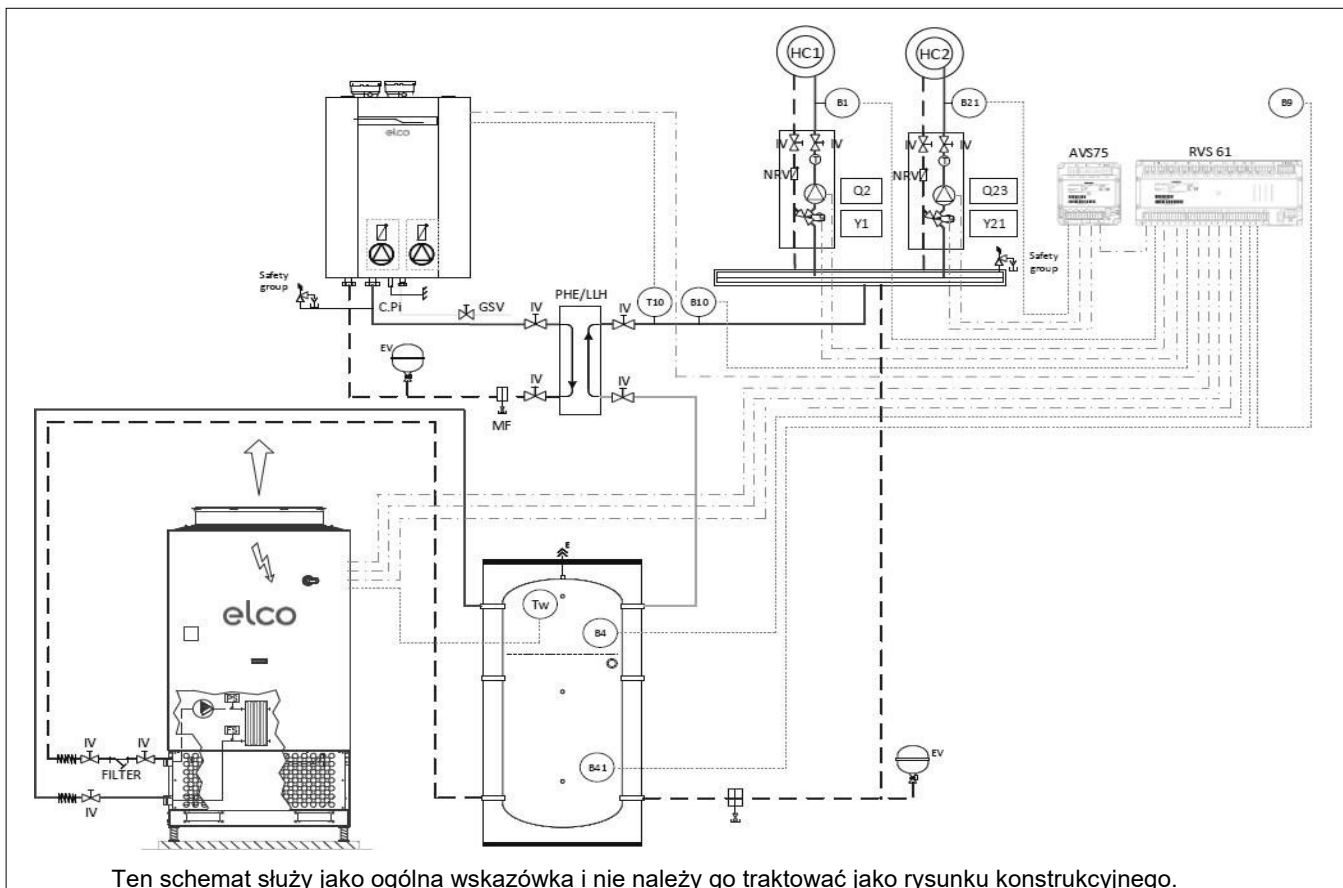 HC1
HC2
B1
B21
B9
elco
IV
IV
IV
IV
AVS75
RVS 61
NRV
NRV
Q2
Q23
Y1
Y21
Safety
group
Safety
group
C.Pi
GSV
PHE/LLH
IV
IV
T10
B10
EV
IV
IV
MF
E
Tw
B4
elco
PS
FS
IV
IV
FILTER
IV
B41
EV
Ten schemat służy jako ogólna wskazówka i nie należy go traktować jako rysunku konstrukcyjnego.